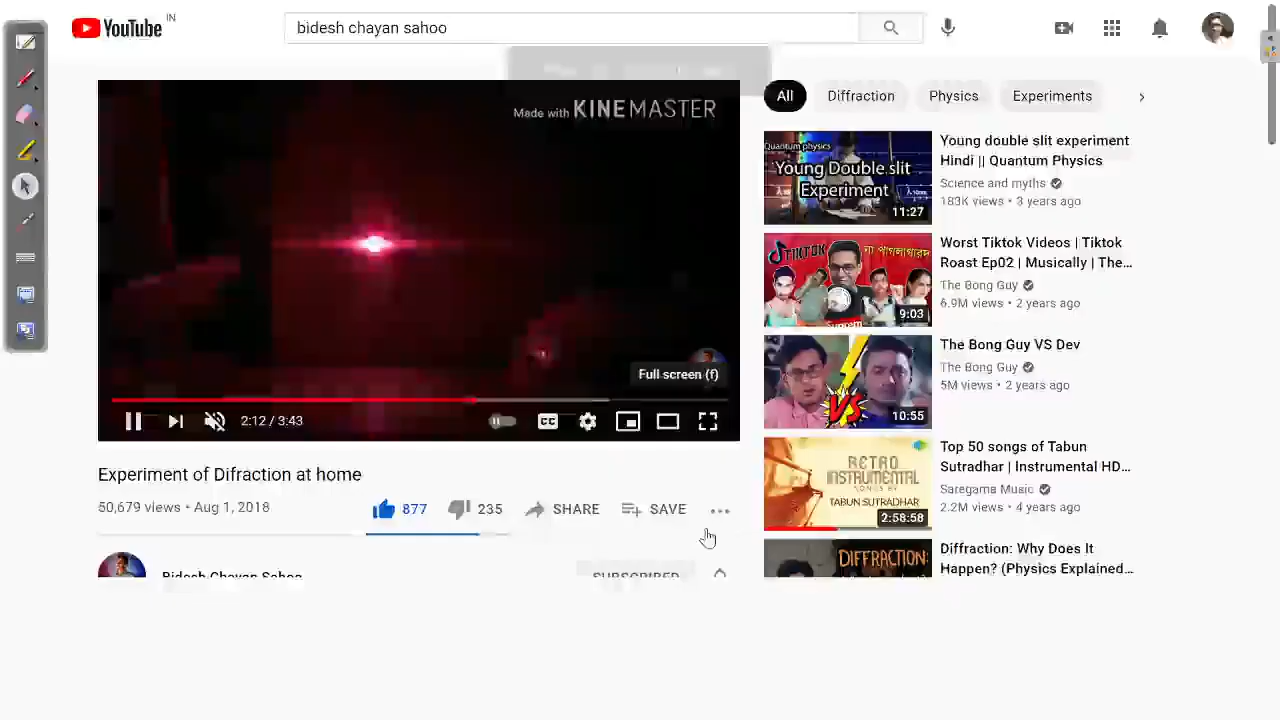 YouTube IN
bidesh chayan sahoo
Made with KINEMASTER
Full screen (f)
2:12 / 3:43
CC
Experiment of Difraction at home
50,679 views • Aug 1, 2018
877
235
SHARE
SAVE
Bidesh Chayan Sahoo
SUBSCRIBED
All
Diffraction
Physics
Experiments
Quantum physics
Young Double slit
Experiment
11:27
Young double slit experiment
Hindi || Quantum Physics
Science and myths
183K views • 3 years ago
TIKTOK
না পাগলাগারদ
9:03
Worst Tiktok Videos | Tiktok
Roast Ep02 | Musically | The...
The Bong Guy
6.9M views • 2 years ago
VS
10:55
The Bong Guy VS Dev
The Bong Guy
5M views • 2 years ago
RETRO
INSTRUMENTAL
SONGS BY
TABUN SUTRADHAR
2:58:58
Top 50 songs of Tabun
Sutradhar | Instrumental HD...
Saregama Music
2.2M views • 4 years ago
DIFFRACTION:
Diffraction: Why Does It
Happen? (Physics Explained...